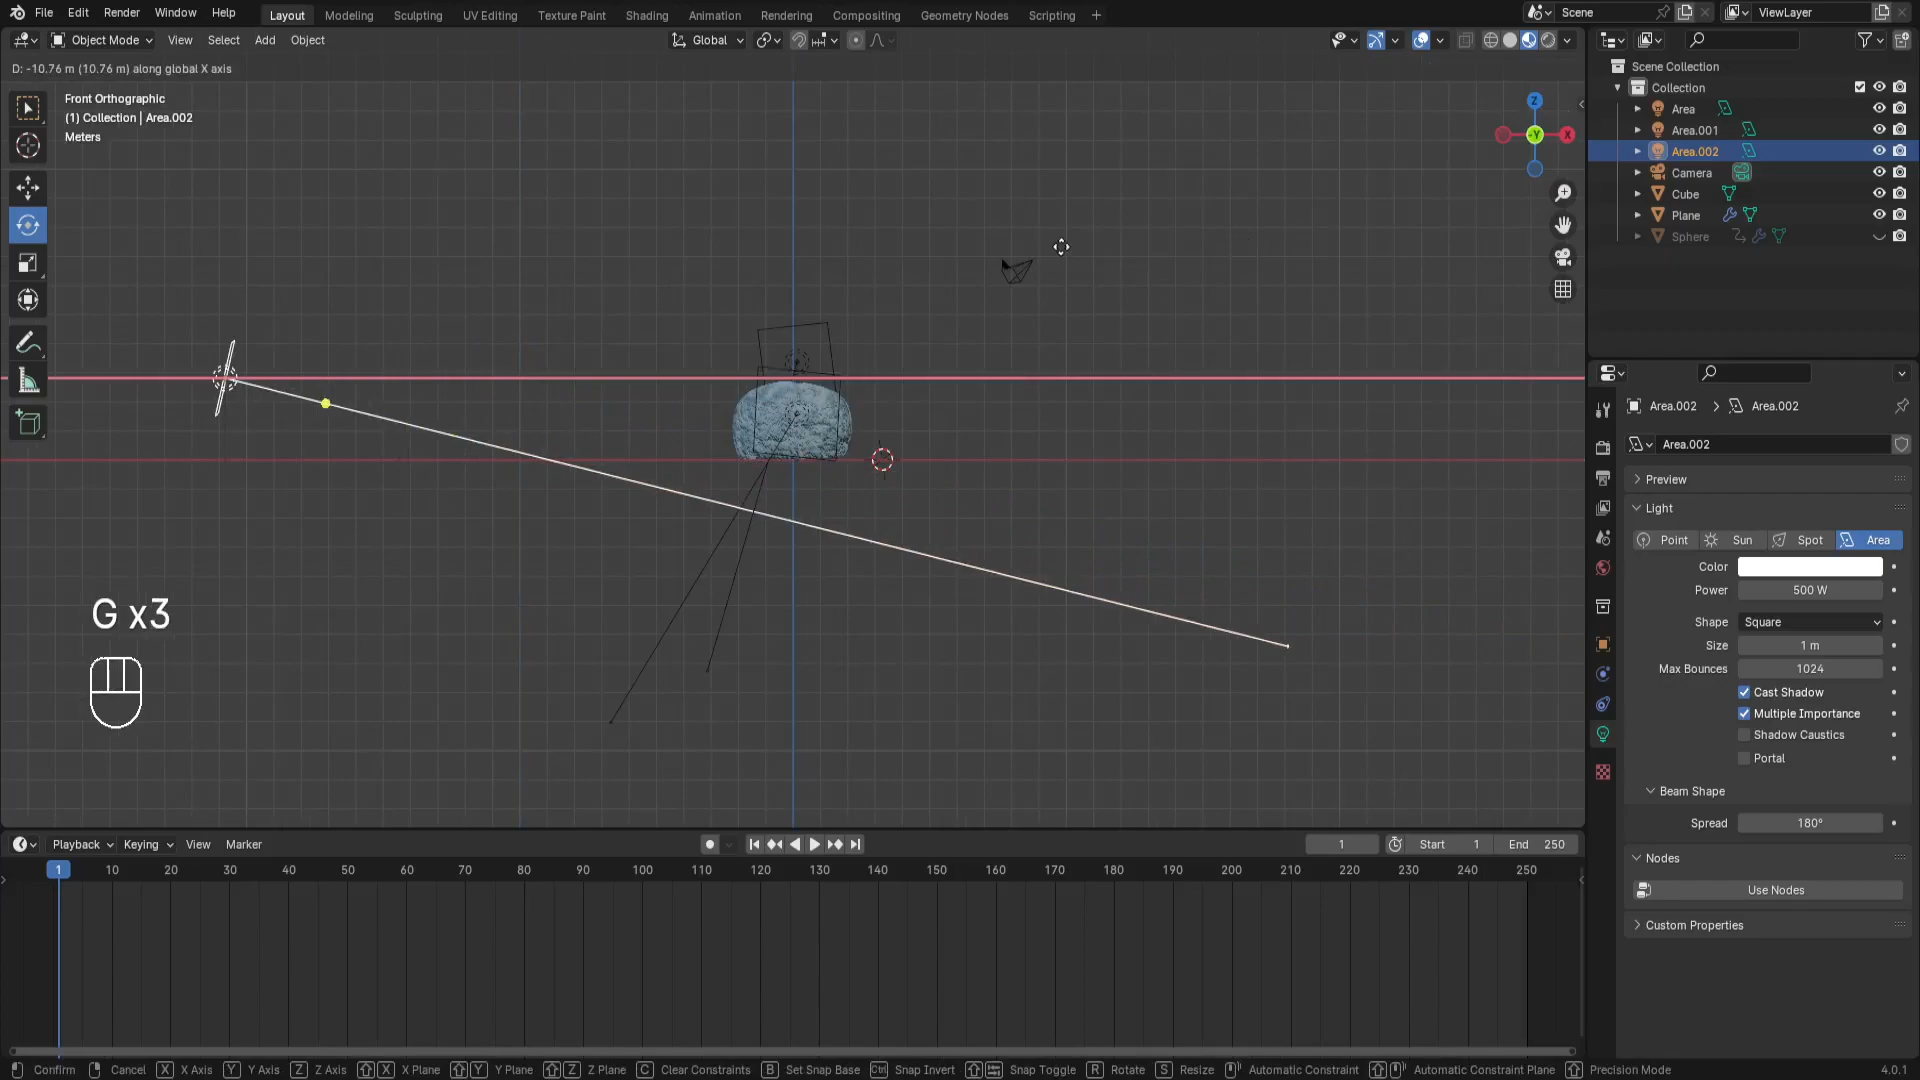 File Edit Render Window Help
Layout Modeling Sculpting UV Editing Texture Paint Shading Animation Rendering Compositing Geometry Nodes Scripting +
Scene
ViewLayer
Object Mode View Select Add Object
Global
D: -10.76 m (10.76 m) along global X axis
Front Orthographic
(1) Collection | Area.002
Meters
Z
-Y
X
G x3
Scene Collection
Collection
Area
Area.001
Area.002
Camera
Cube
Plane
Sphere
Area.002 > Area.002
Area.002
Preview
Light
Point Sun Spot Area
Color
Power 500 W
Shape Square
Size 1 m
Max Bounces 1024
Cast Shadow
Multiple Importance
Shadow Caustics
Portal
Beam Shape
Spread 180°
Nodes
Use Nodes
Custom Properties
Playback Keying View Marker
1
Start 1
End 250
1 10 20 30 40 50 60 70 80 90 100 110 120 130 140 150 160 170 180 190 200 210 220 230 240 250
Confirm Cancel X X Axis Y Y Axis Z Z Axis X X Plane Y Y Plane Z Z Plane C Clear Constraints B Set Snap Base Ctrl Snap Invert Snap Toggle R Rotate S Resize Automatic Constraint Automatic Constraint Plane Precision Mode 4.0.1